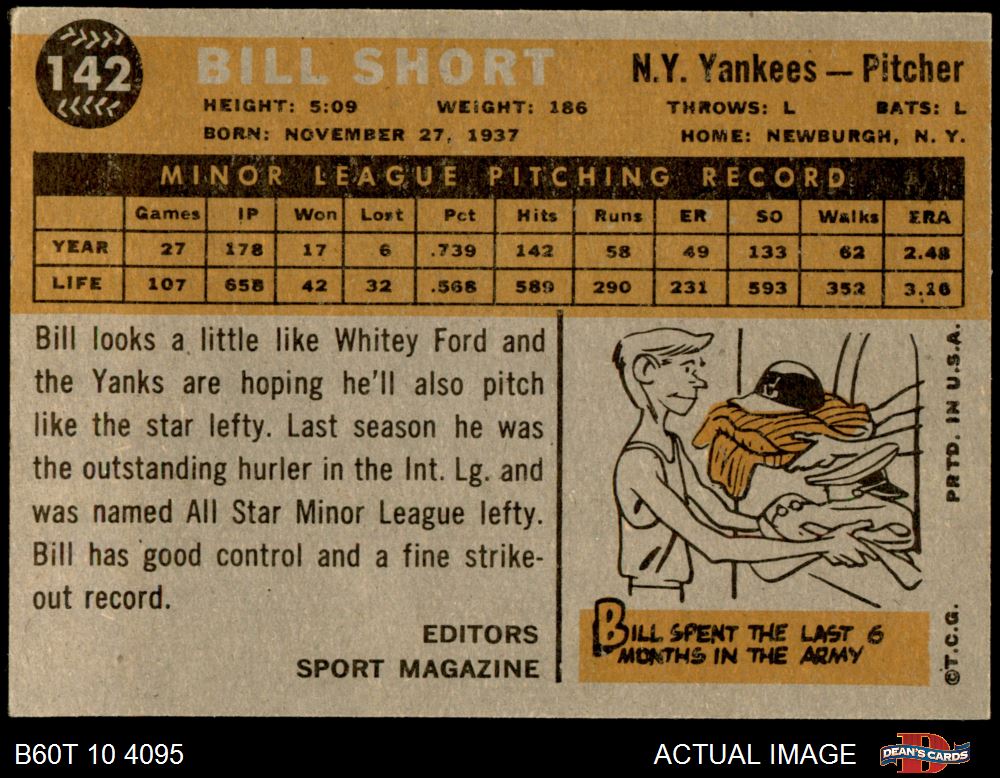 142
BILL SHORT
N.Y. Yankees — Pitcher
HEIGHT: 5:09 WEIGHT: 186 THROWS: L BATS: L
BORN: NOVEMBER 27, 1937 HOME: NEWBURGH, N. Y.
MINOR LEAGUE PITCHING RECORD
Games IP Won Lost Pct Hits Runs ER SO Walks ERA
YEAR 27 178 17 6 .739 142 58 49 133 62 2.48
LIFE 107 658 42 32 .568 589 290 231 593 352 3.16
Bill looks a little like Whitey Ford and
the Yanks are hoping he'll also pitch
like the star lefty. Last season he was
the outstanding hurler in the Int. Lg. and
was named All Star Minor League lefty.
Bill has good control and a fine strike-
out record.
EDITORS
SPORT MAGAZINE
BILL SPENT THE LAST 6
MONTHS IN THE ARMY
©T.C.G. PRTD. IN U.S.A.
B60T 10 4095
ACTUAL IMAGE
DEAN'S CARDS